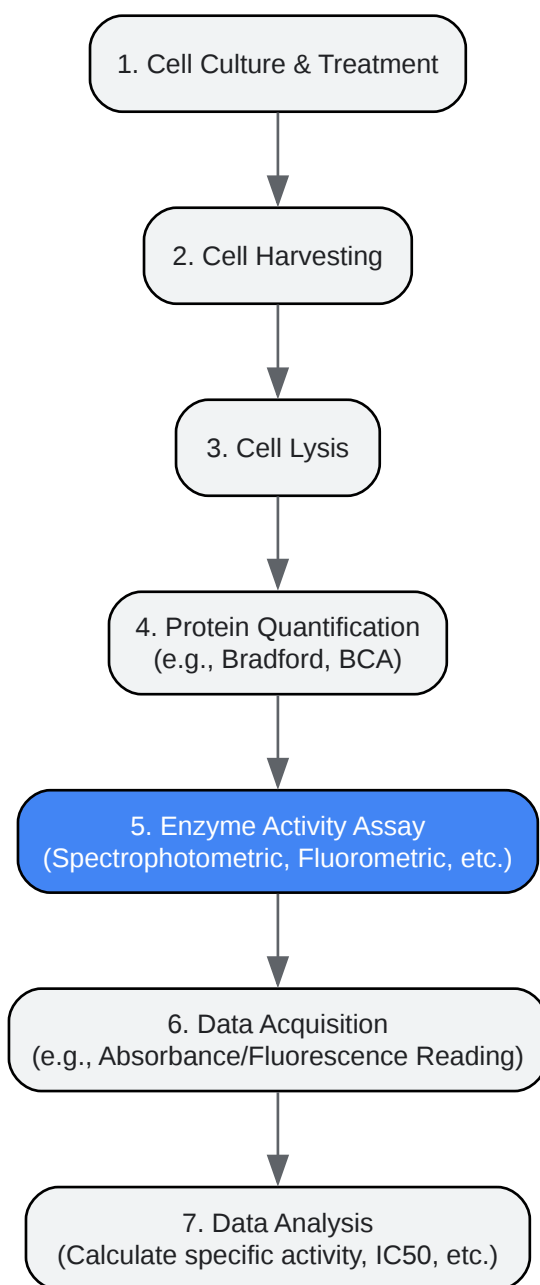 1. Cell Culture & Treatment
2. Cell Harvesting
3. Cell Lysis
4. Protein Quantification
(e.g., Bradford, BCA)
5. Enzyme Activity Assay
(Spectrophotometric, Fluorometric, etc.)
6. Data Acquisition
(e.g., Absorbance/Fluorescence Reading)
7. Data Analysis
(Calculate specific activity, IC50, etc.)